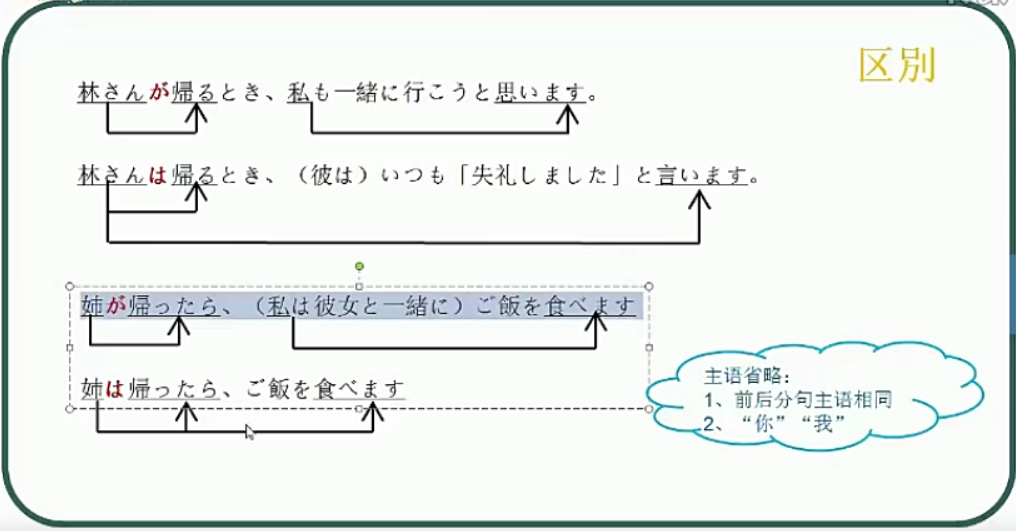 区別
林さんが帰るとき、私も一緒に行こうと思います。
林さんは帰るとき、（彼は）いつも「失礼しました」と言います。
姉が帰ったら、（私は彼女と一緒に）ご飯を食べます
姉は帰ったら、ご飯を食べます
主语省略：
1、前后分句主语相同
2、“你”“我”